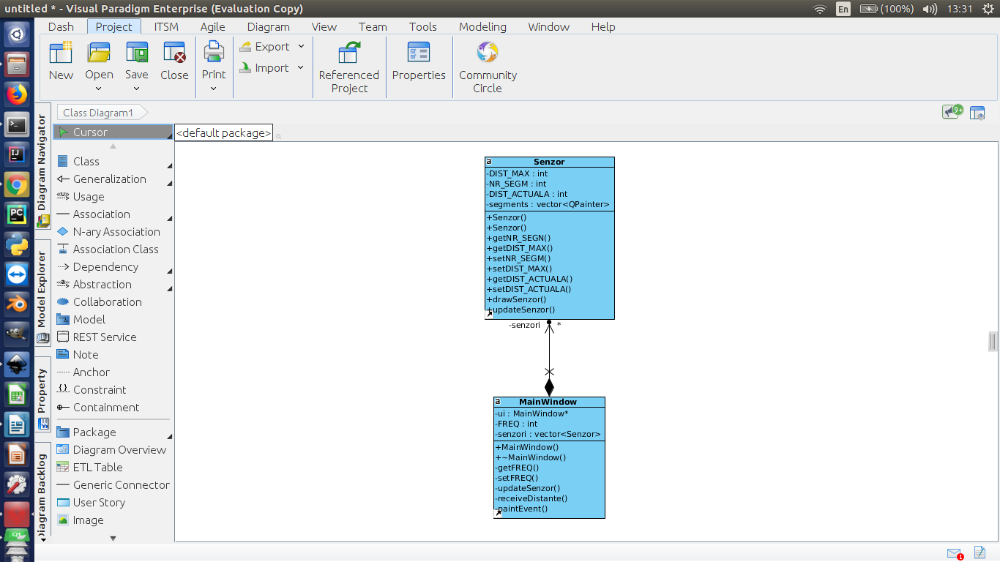 untitled * - Visual Paradigm Enterprise (Evaluation Copy)
En
(100%)
13:31
Dash
Project
ITSM
Agile
Diagram
View
Team
Tools
Modeling
Window
Help
New
Open
Save
Close
Print
Export
Import
Referenced
Project
Properties
Community
Circle
Class Diagram1
9+
Diagram Navigator
Model Explorer
Property
Diagram Backlog
Cursor
Class
Generalization
«u» Usage
Association
N-ary Association
Association Class
Dependency
«a» Abstraction
Collaboration
Model
REST Service
Note
Anchor
{ } Constraint
Containment
Package
Diagram Overview
ETL Table
Generic Connector
User Story
Image
<default package>
a
Senzor
-DIST_MAX : int
-NR_SEGM : int
-DIST_ACTUALA : int
-segments : vector<QPainter>
+Senzor()
+Senzor()
+getNR_SEGN()
+getDIST_MAX()
+setNR_SEGM()
+setDIST_MAX()
+getDIST_ACTUALA()
+setDIST_ACTUALA()
+drawSenzor()
+updateSenzor()
-senzori
*
a
MainWindow
-ui : MainWindow*
-FREQ : int
-senzori : vector<Senzor>
+MainWindow()
+~MainWindow()
-getFREQ()
-setFREQ()
-updateSenzor()
-receiveDistante()
-paintEvent()
IJ
PC
Qt
1